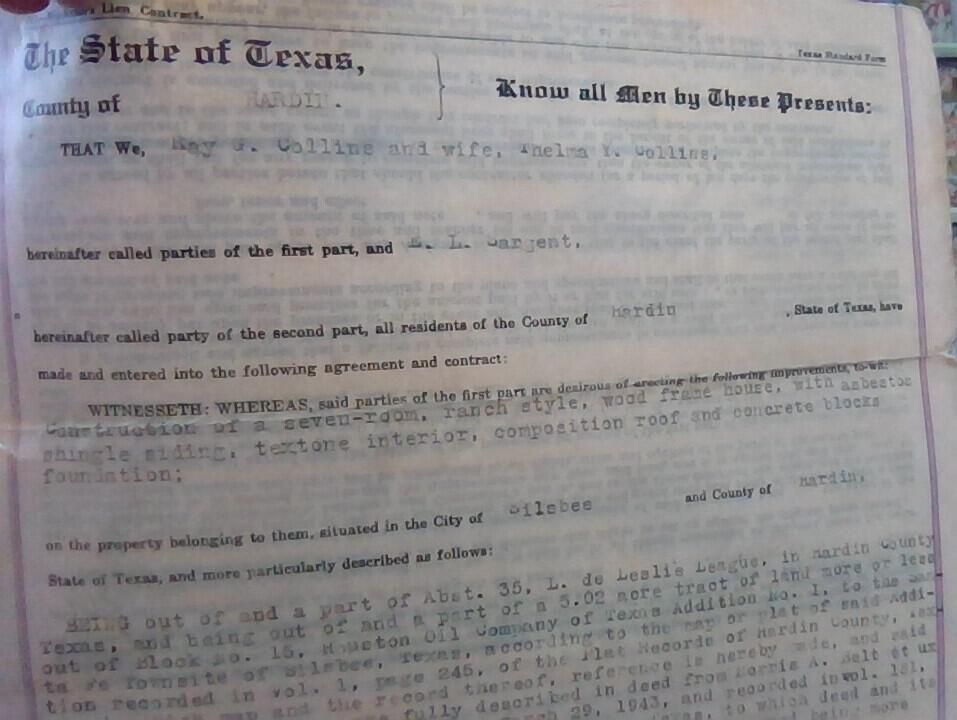 Lien Contract.
Texas Standard Form
The State of Texas,
County of HARDIN.
Know all Men by These Presents:
THAT We, Ray G. Collins and wife, Thelma Y. Collins,
hereinafter called parties of the first part, and L. Sargent,
hereinafter called party of the second part, all residents of the County of Hardin , State of Texas, have
made and entered into the following agreement and contract:
WITNESSETH: WHEREAS, said parties of the first part are desirous of erecting the following improvements, to-wit:
Construction of a seven-room, ranch style, wood frame house, with asbestos
shingle siding, textone interior, composition roof and concrete blocks
foundation;
on the property belonging to them, situated in the City of Silsbee and County of Hardin,
State of Texas, and more particularly described as follows:
BEING out of and a part of Abst. 35, L. de Leslie League, in Hardin County
Texas, and being out of and a part of a 5.02 acre tract of land more or less
out of Block No. 15, Houston Oil Company of Texas Addition No. 1, to the
Townsite of Silsbee, Texas, according to the map or plat of said Addi-
tion recorded in vol. 1, page 245, of the Plat Records of Hardin County,
map and the record thereof, reference is hereby made, and said
fully described in deed from Morris A. Belt et ux
29, 1943, and recorded in vol. 181,
to which deed and its
being more